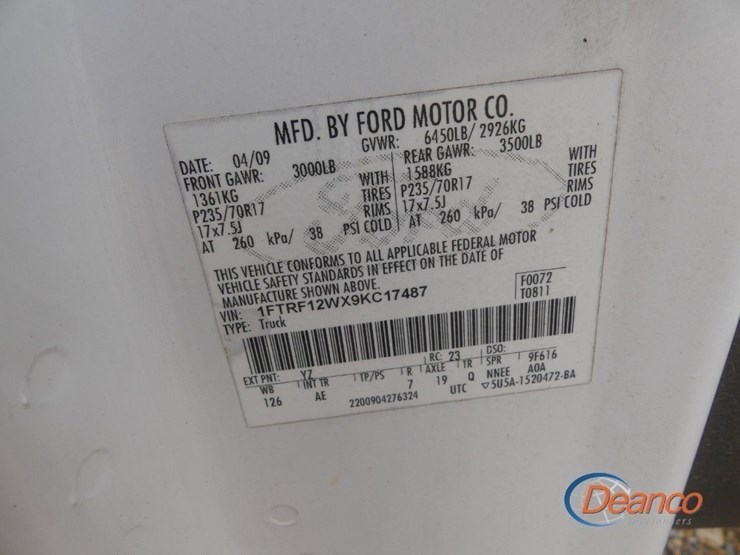 MFD. BY FORD MOTOR CO.
DATE: 04/09 GVWR: 6450LB/ 2926KG
FRONT GAWR: 3000LB REAR GAWR: 3500LB
1361KG WITH 1588KG WITH
P235/70R17 TIRES P235/70R17 TIRES
17x7.5J RIMS 17x7.5J RIMS
AT 260 kPa/ 38 PSI COLD AT 260 kPa/ 38 PSI COLD
THIS VEHICLE CONFORMS TO ALL APPLICABLE FEDERAL MOTOR
VEHICLE SAFETY STANDARDS IN EFFECT ON THE DATE OF
MANUFACTURE SHOWN ABOVE.
VIN: 1FTRF12WX9KC17487 F0072
TYPE: Truck T0811
EXT PNT: YZ RC: 23 DSO:
WB INT TR TP/PS R AXLE TR SPR 9F616
126 AE 7 19 Q NNEE A0A
2200904276324 UTC ▽5U5A-1520472-BA
Ford
Deanco